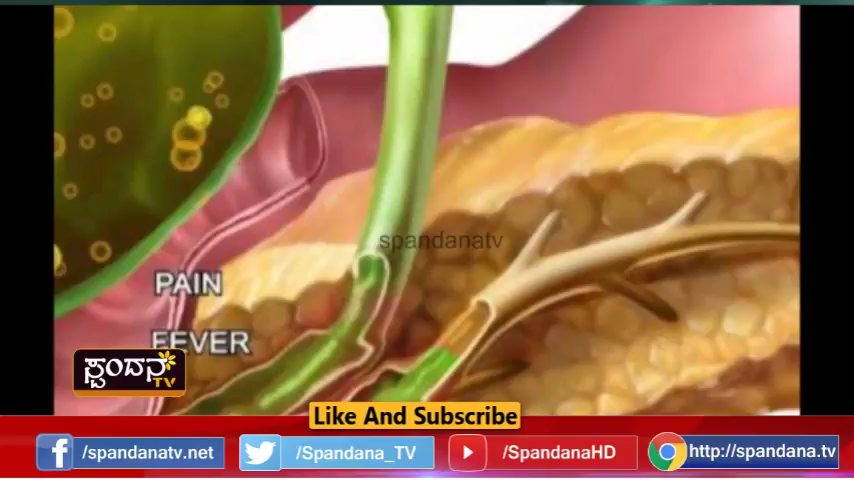 spandanatv
PAIN
FEVER
ಸ್ಪಂದನ
TV
Like And Subscribe
/spandanatv.net
/Spandana_TV
/SpandanaHD
http://spandana.tv